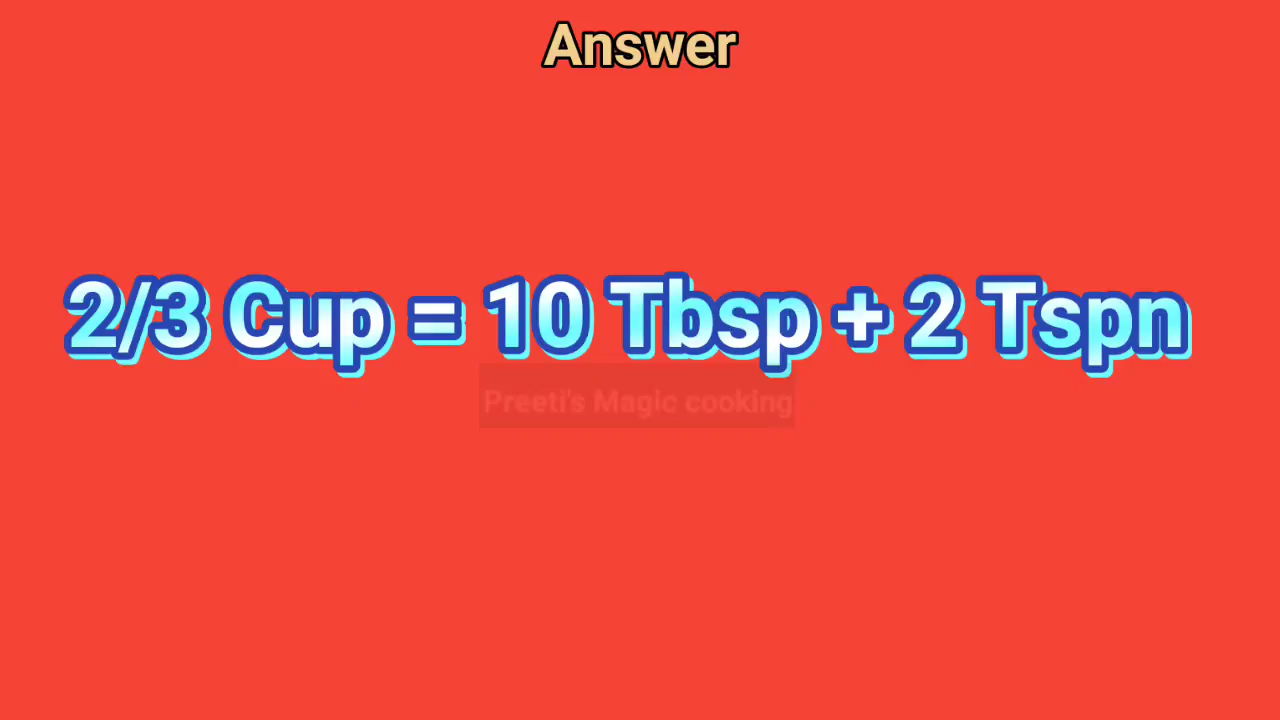 Answer
2/3 Cup = 10 Tbsp + 2 Tspn
Preeti's Magic cooking